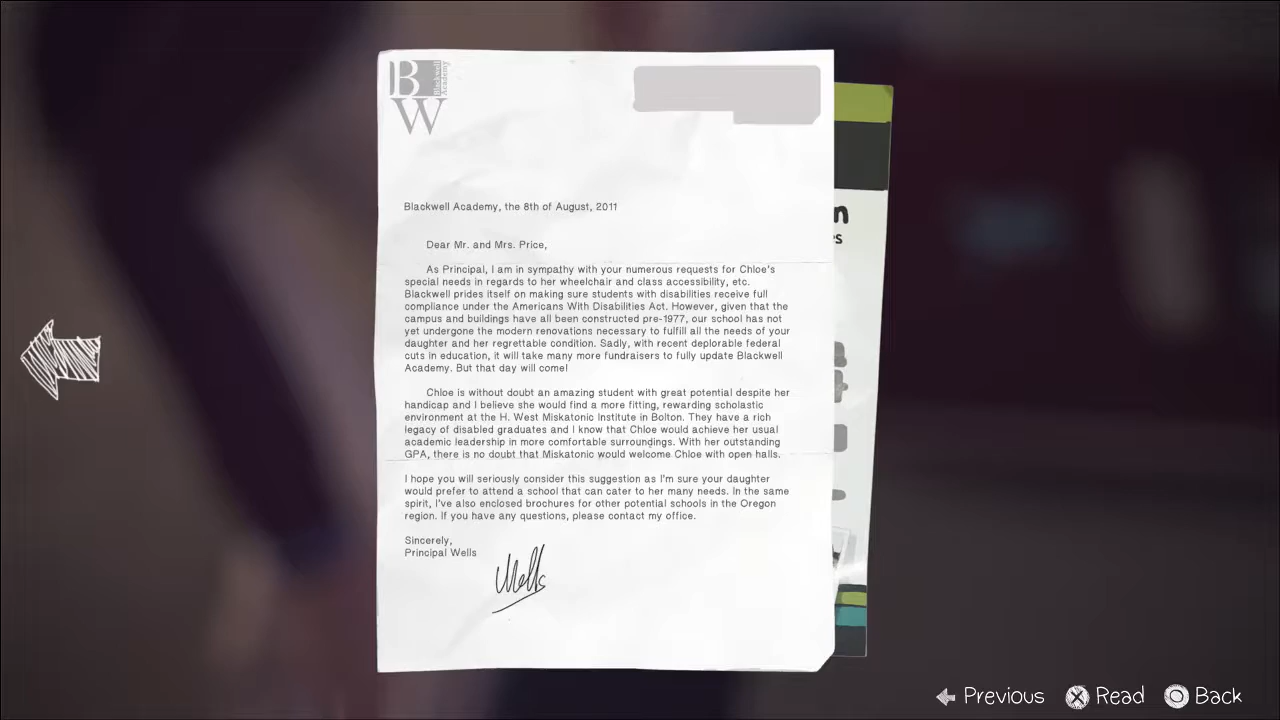 BW Blackwell Academy
Blackwell Academy, the 8th of August, 2011
Dear Mr. and Mrs. Price,
As Principal, I am in sympathy with your numerous requests for Chloe's
special needs in regards to her wheelchair and class accessibility, etc.
Blackwell prides itself on making sure students with disabilities receive full
compliance under the Americans With Disabilities Act. However, given that the
campus and buildings have all been constructed pre-1977, our school has not
yet undergone the modern renovations necessary to fulfill all the needs of your
daughter and her regrettable condition. Sadly, with recent deplorable federal
cuts in education, it will take many more fundraisers to fully update Blackwell
Academy. But that day will come!
Chloe is without doubt an amazing student with great potential despite her
handicap and I believe she would find a more fitting, rewarding scholastic
environment at the H. West Miskatonic Institute in Bolton. They have a rich
legacy of disabled graduates and I know that Chloe would achieve her usual
academic leadership in more comfortable surroundings. With her outstanding
GPA, there is no doubt that Miskatonic would welcome Chloe with open halls.
I hope you will seriously consider this suggestion as I'm sure your daughter
would prefer to attend a school that can cater to her many needs. In the same
spirit, I've also enclosed brochures for other potential schools in the Oregon
region. If you have any questions, please contact my office.
Sincerely,
Principal Wells
Wells
n
s
Previous Read Back